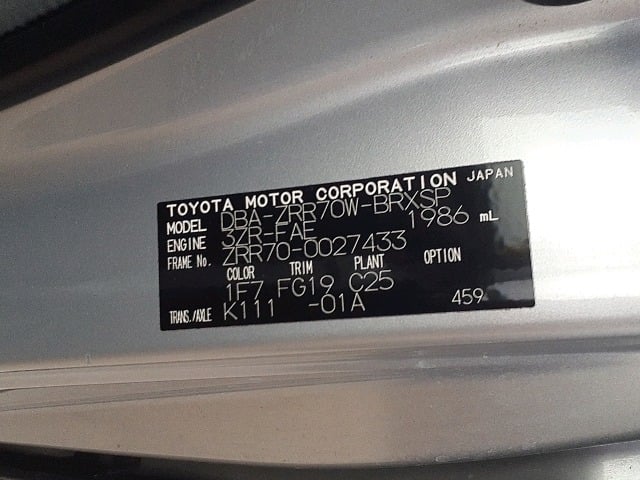 TOYOTA MOTOR CORPORATION JAPAN
MODEL DBA-ZRR70W-BRXSP
ENGINE 3ZR-FAE 1986 mL
FRAME No. ZRR70-0027433
COLOR TRIM PLANT OPTION
1F7 FG19 C25
TRANS./AXLE K111 -01A 459